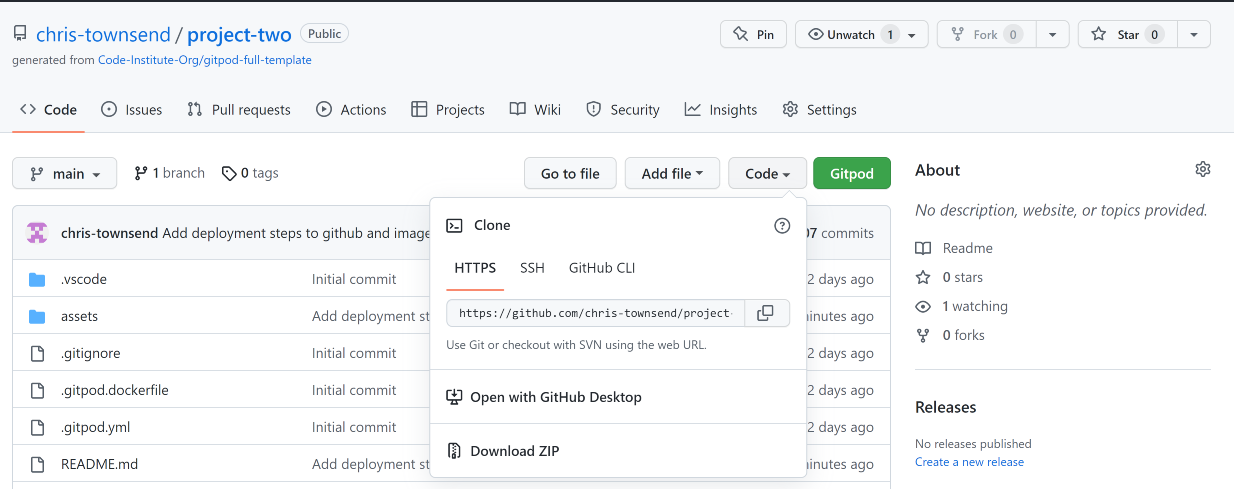 chris-townsend / project-two Public
Pin Unwatch 1 Fork 0 Star 0
generated from Code-Institute-Org/gitpod-full-template
Code Issues Pull requests Actions Projects Wiki Security Insights Settings
main 1 branch 0 tags Go to file Add file Code Gitpod
chris-townsend Add deployment steps to github and image 07 commits
.vscode Initial commit 2 days ago
assets Add deployment st inutes ago
.gitignore Initial commit 2 days ago
.gitpod.dockerfile Initial commit 2 days ago
.gitpod.yml Initial commit 2 days ago
README.md Add deployment st inutes ago
Clone
HTTPS SSH GitHub CLI
https://github.com/chris-townsend/project-
Use Git or checkout with SVN using the web URL.
Open with GitHub Desktop
Download ZIP
About
No description, website, or topics provided.
Readme
0 stars
1 watching
0 forks
Releases
No releases published
Create a new release